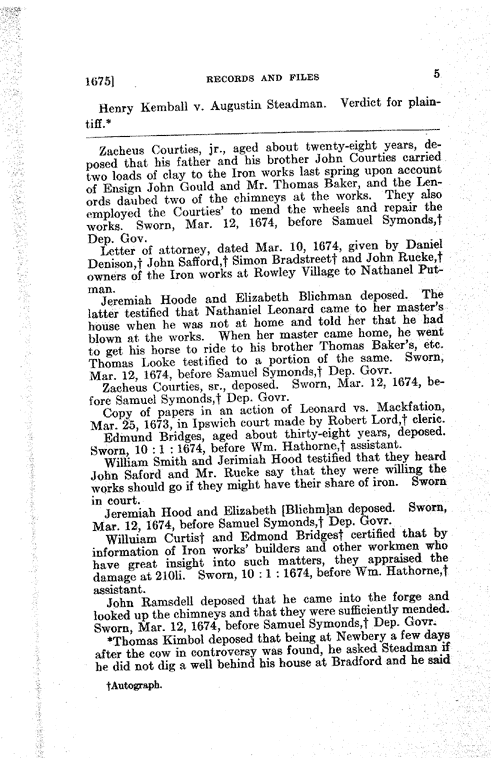 1675] RECORDS AND FILES 5
Henry Kemball v. Augustin Steadman. Verdict for plain-
tiff.*
Zacheus Courties, jr., aged about twenty-eight years, de-
posed that his father and his brother John Courties carried
two loads of clay to the Iron works last spring upon account
of Ensign John Gould and Mr. Thomas Baker, and the Len-
ords daubed two of the chimneys at the works. They also
employed the Courties' to mend the wheels and repair the
works. Sworn, Mar. 12, 1674, before Samuel Symonds,†
Dep. Gov.
Letter of attorney, dated Mar. 10, 1674, given by Daniel
Denison,† John Safford,† Simon Bradstreet† and John Rucke,†
owners of the Iron works at Rowley Village to Nathanel Put-
man.
Jeremiah Hoode and Elizabeth Blichman deposed. The
latter testified that Nathaniel Leonard came to her master's
house when he was not at home and told her that he had
blown at the works. When her master came home, he went
to get his horse to ride to his brother Thomas Baker's, etc.
Thomas Looke testified to a portion of the same. Sworn,
Mar. 12, 1674, before Samuel Symonds,† Dep. Govr.
Zacheus Courties, sr., deposed. Sworn, Mar. 12, 1674, be-
fore Samuel Symonds,† Dep. Govr.
Copy of papers in an action of Leonard vs. Mackfation,
Mar. 25, 1673, in Ipswich court made by Robert Lord,† cleric.
Edmund Bridges, aged about thirty-eight years, deposed.
Sworn, 10 : 1 : 1674, before Wm. Hathorne,† assistant.
William Smith and Jerimiah Hood testified that they heard
John Saford and Mr. Rucke say that they were willing the
works should go if they might have their share of iron. Sworn
in court.
Jeremiah Hood and Elizabeth [Blichm]an deposed. Sworn,
Mar. 12, 1674, before Samuel Symonds,† Dep. Govr.
Willuiam Curtis† and Edmond Bridges† certified that by
information of Iron works' builders and other workmen who
have great insight into such matters, they appraised the
damage at 210li. Sworn, 10 : 1 : 1674, before Wm. Hathorne,†
assistant.
John Ramsdell deposed that he came into the forge and
looked up the chimneys and that they were sufficiently mended.
Sworn, Mar. 12, 1674, before Samuel Symonds,† Dep. Govr.
*Thomas Kimbol deposed that being at Newbery a few days
after the cow in controversy was found, he asked Steadman if
he did not dig a well behind his house at Bradford and he said
†Autograph.